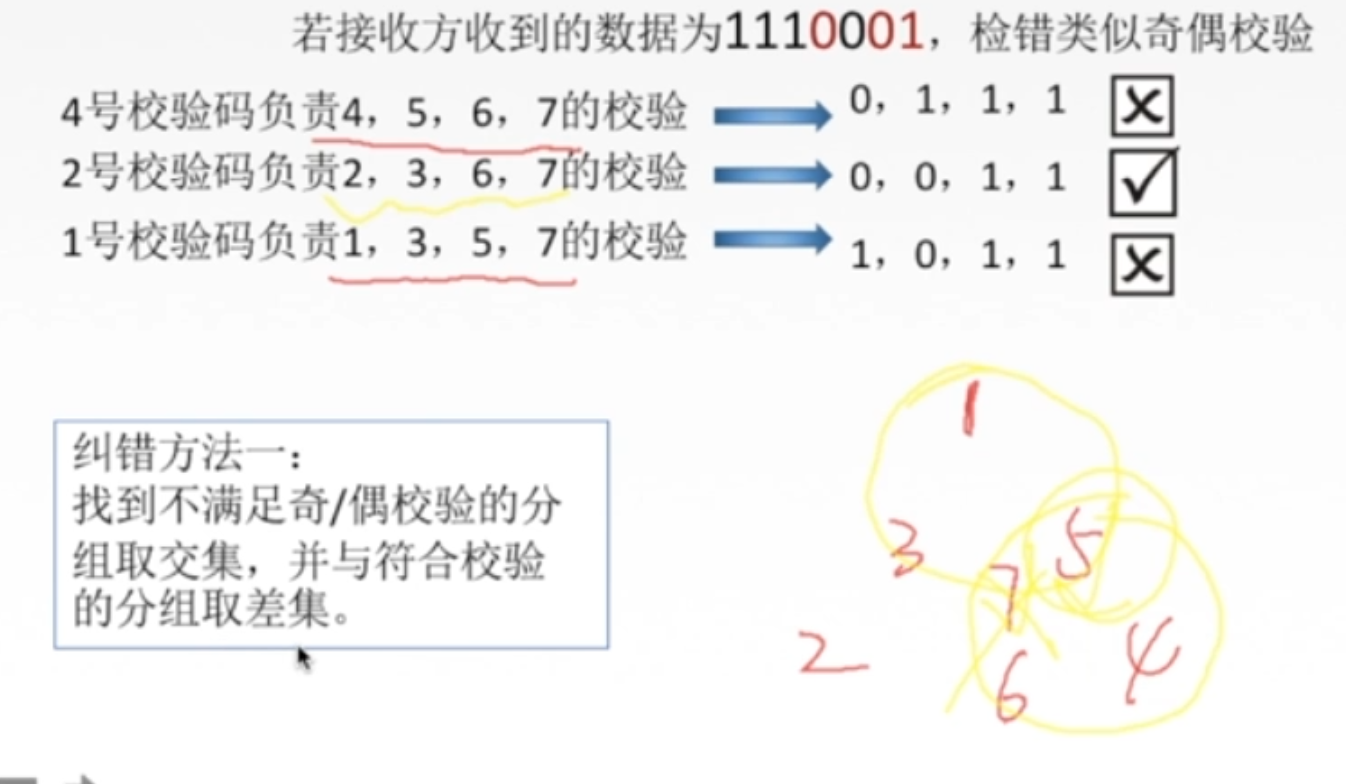 若接收方收到的数据为1110001，检错类似奇偶校验
4号校验码负责4，5，6，7的校验 0，1，1，1
2号校验码负责2，3，6，7的校验 0，0，1，1
1号校验码负责1，3，5，7的校验 1，0，1，1
纠错方法一：
找到不满足奇/偶校验的分
组取交集，并与符合校验
的分组取差集。
1
3 7 5
2 6 4